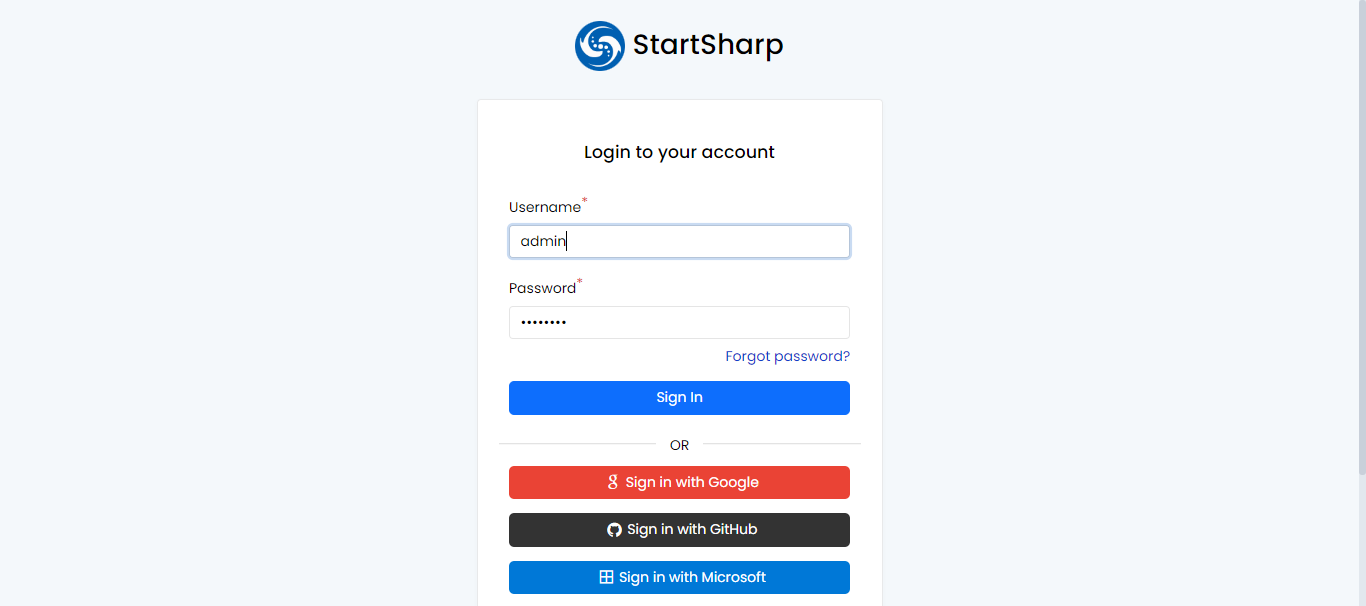 StartSharp
Login to your account
Username*
admin
Password*
••••••••
Forgot password?
Sign In
OR
Sign in with Google
Sign in with GitHub
Sign in with Microsoft